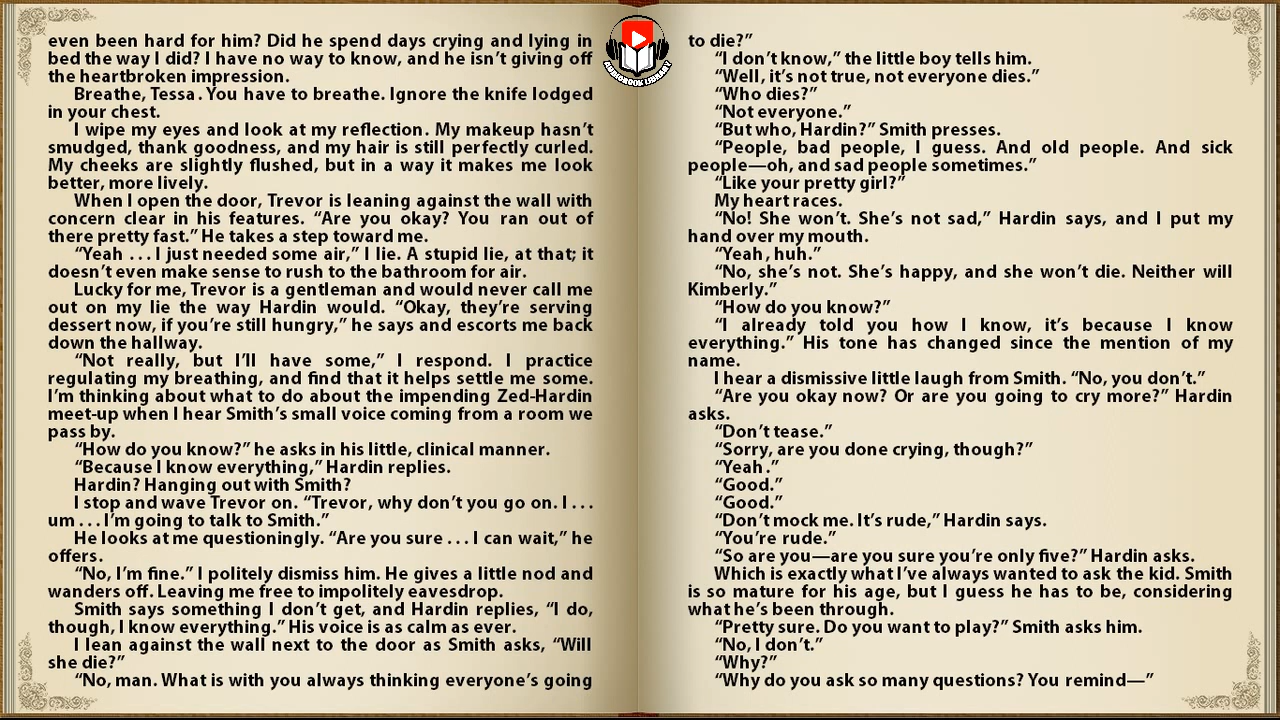 even been hard for him? Did he spend days crying and lying in
bed the way I did? I have no way to know, and he isn't giving off
the heartbroken impression.
Breathe, Tessa. You have to breathe. Ignore the knife lodged
in your chest.
I wipe my eyes and look at my reflection. My makeup hasn't
smudged, thank goodness, and my hair is still perfectly curled.
My cheeks are slightly flushed, but in a way it makes me look
better, more lively.
When I open the door, Trevor is leaning against the wall with
concern clear in his features. “Are you okay? You ran out of
there pretty fast.” He takes a step toward me.
“Yeah . . . I just needed some air,” I lie. A stupid lie, at that; it
doesn't even make sense to rush to the bathroom for air.
Lucky for me, Trevor is a gentleman and would never call me
out on my lie the way Hardin would. “Okay, they're serving
dessert now, if you're still hungry,” he says and escorts me back
down the hallway.
“Not really, but I'll have some,” I respond. I practice
regulating my breathing, and find that it helps settle me some.
I'm thinking about what to do about the impending Zed-Hardin
meet-up when I hear Smith's small voice coming from a room we
pass by.
“How do you know?” he asks in his little, clinical manner.
“Because I know everything,” Hardin replies.
Hardin? Hanging out with Smith?
I stop and wave Trevor on. “Trevor, why don't you go on. I . . .
um . . . I'm going to talk to Smith.”
He looks at me questioningly. “Are you sure . . . I can wait,” he
offers.
“No, I'm fine.” I politely dismiss him. He gives a little nod and
wanders off. Leaving me free to impolitely eavesdrop.
Smith says something I don't get, and Hardin replies, “I do,
though, I know everything.” His voice is as calm as ever.
I lean against the wall next to the door as Smith asks, “Will
she die?”
“No, man. What is with you always thinking everyone's going
AUDIOBOOK LIBRARY
to die?”
“I don't know,” the little boy tells him.
“Well, it's not true, not everyone dies.”
“Who dies?”
“Not everyone.”
“But who, Hardin?” Smith presses.
“People, bad people, I guess. And old people. And sick
people—oh, and sad people sometimes.”
“Like your pretty girl?”
My heart races.
“No! She won't. She's not sad,” Hardin says, and I put my
hand over my mouth.
“Yeah, huh.”
“No, she's not. She's happy, and she won't die. Neither will
Kimberly.”
“How do you know?”
“I already told you how I know, it's because I know
everything.” His tone has changed since the mention of my
name.
I hear a dismissive little laugh from Smith. “No, you don't.”
“Are you okay now? Or are you going to cry more?” Hardin
asks.
“Don't tease.”
“Sorry, are you done crying, though?”
“Yeah.”
“Good.”
“Good.”
“Don't mock me. It's rude,” Hardin says.
“You're rude.”
“So are you—are you sure you're only five?” Hardin asks.
Which is exactly what I've always wanted to ask the kid. Smith
is so mature for his age, but I guess he has to be, considering
what he's been through.
“Pretty sure. Do you want to play?” Smith asks him.
“No, I don't.”
“Why?”
“Why do you ask so many questions? You remind—”